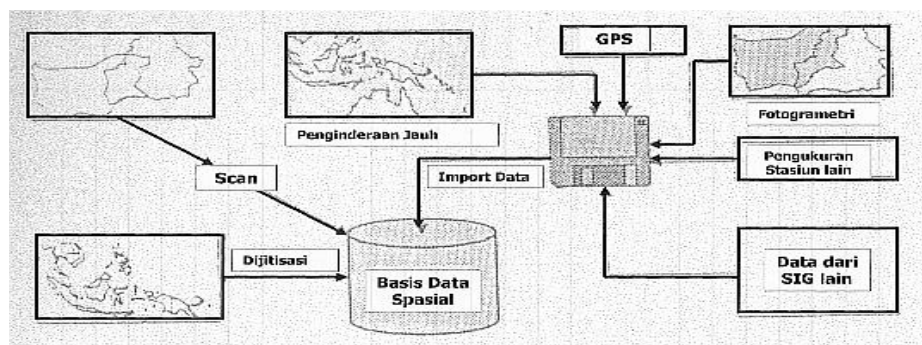 GPS
Penginderaan Jauh
Fotogrametri
Scan
Import Data
Pengukuran
Stasiun lain
Dijitisasi
Basis Data
Spasial
Data dari
SIG lain